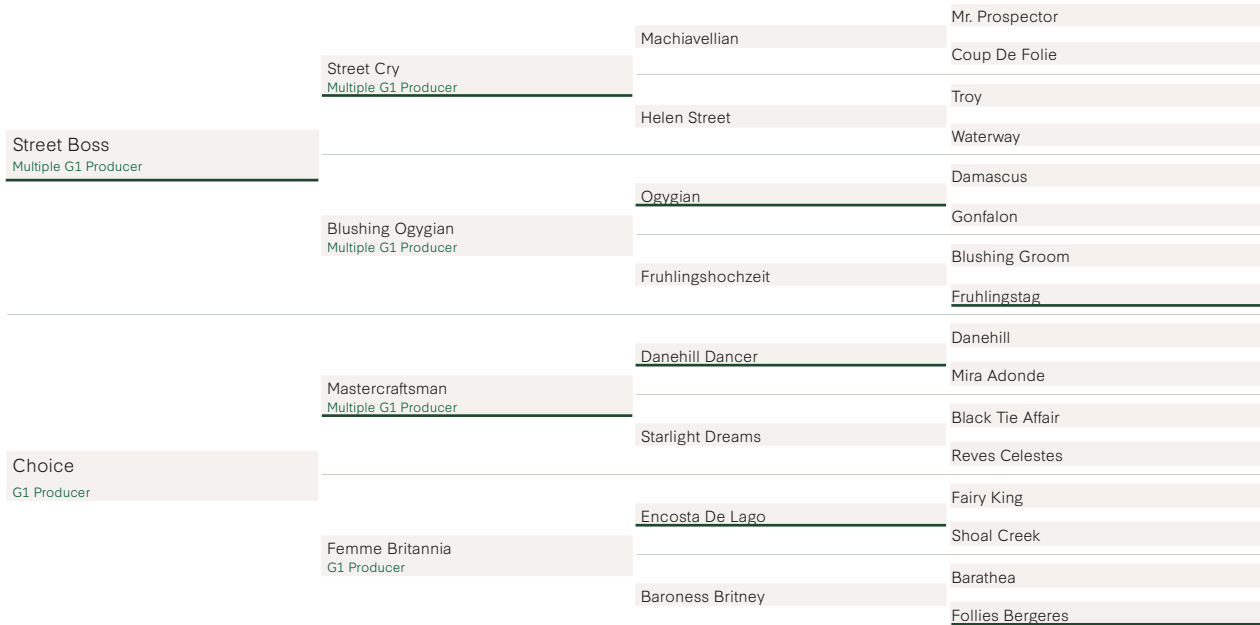 Mr. Prospector
Machiavellian
Coup De Folie
Street Cry
Multiple G1 Producer
Troy
Helen Street
Waterway
Street Boss
Multiple G1 Producer
Damascus
Ogygian
Gonfalon
Blushing Ogygian
Multiple G1 Producer
Blushing Groom
Fruhlingshochzeit
Fruhlingstag
Danehill
Danehill Dancer
Mira Adonde
Mastercraftsman
Multiple G1 Producer
Black Tie Affair
Starlight Dreams
Reves Celestes
Choice
G1 Producer
Fairy King
Encosta De Lago
Shoal Creek
Femme Britannia
G1 Producer
Barathea
Baroness Britney
Follies Bergeres